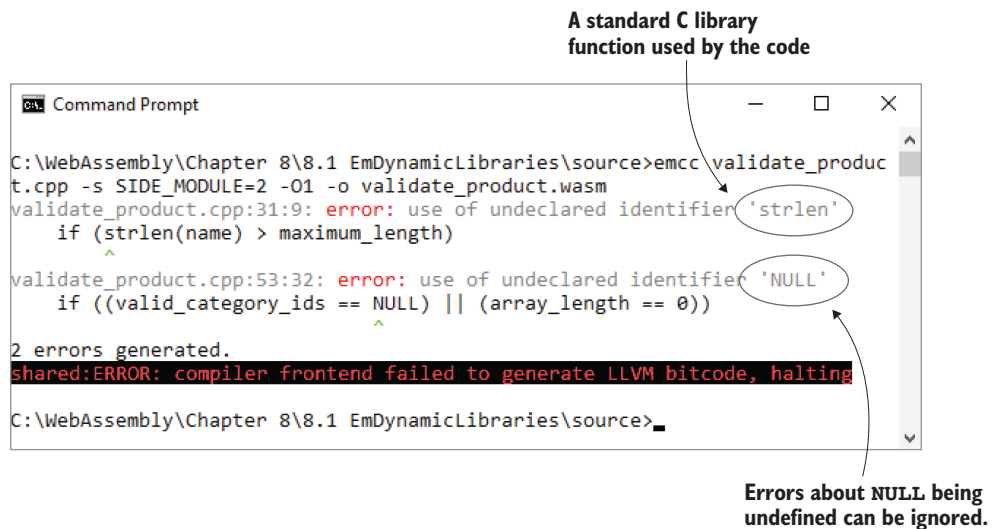 A standard C library
function used by the code
Command Prompt
C:\WebAssembly\Chapter 8\8.1 EmDynamicLibraries\source>emcc validate_produc
t.cpp -s SIDE_MODULE=2 -O1 -o validate_product.wasm
validate_product.cpp:31:9: error: use of undeclared identifier 'strlen'
    if (strlen(name) > maximum_length)
        ^
validate_product.cpp:53:32: error: use of undeclared identifier 'NULL'
    if ((valid_category_ids == NULL) || (array_length == 0))
                               ^
2 errors generated.
shared:ERROR: compiler frontend failed to generate LLVM bitcode, halting
C:\WebAssembly\Chapter 8\8.1 EmDynamicLibraries\source>
Errors about NULL being
undefined can be ignored.